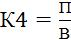 К4 = П/В